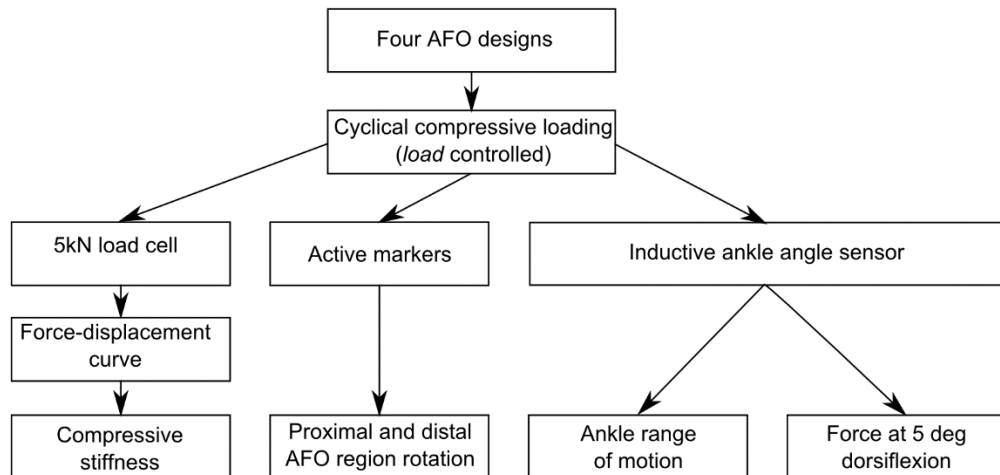 Four AFO designs
Cyclical compressive loading
(load controlled)
5kN load cell
Active markers
Inductive ankle angle sensor
Force-displacement
curve
Compressive
stiffness
Proximal and distal
AFO region rotation
Ankle range
of motion
Force at 5 deg
dorsiflexion